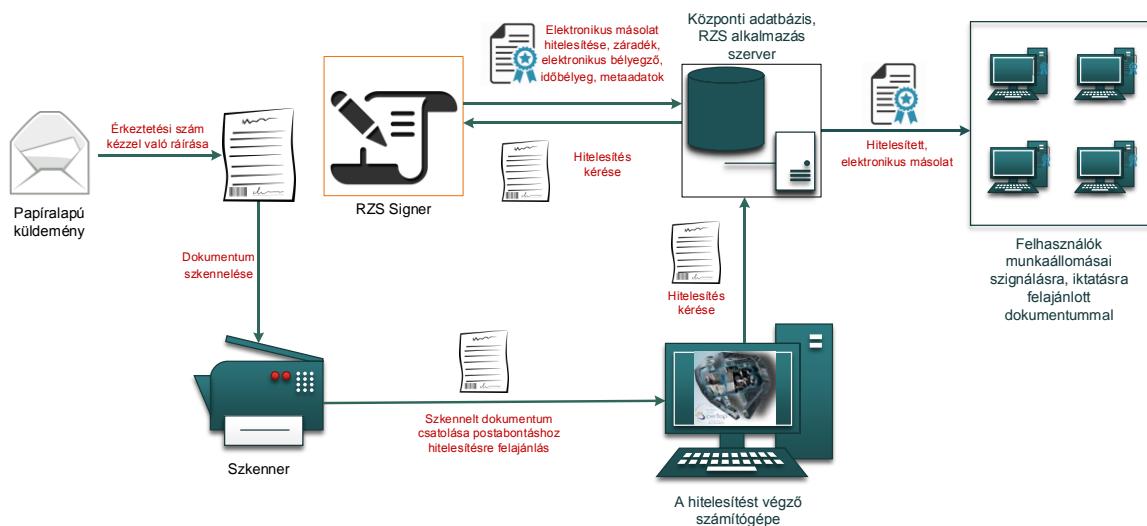 Központi adatbázis,
RZS alkalmazás
szerver
Elektronikus másolat
hitelesítése, záradék,
elektronikus bélyegző,
időbélyeg, metaadatok
Érkeztetési szám
kézzel való ráírása
Hitelesítés
kérése
Hitelesített,
elektronikus másolat
Papíralapú
küldemény
RZS Signer
Dokumentum
szkennelése
Hitelesítés
kérése
Felhasználók
munkaállomásai
szignálásra, iktatásra
felajánlott
dokumentummal
Szkennelt dokumentum
csatolása postabontáshoz
hitelesítésre felajánlás
Szkenner
A hitelesítést végző
számítógépe